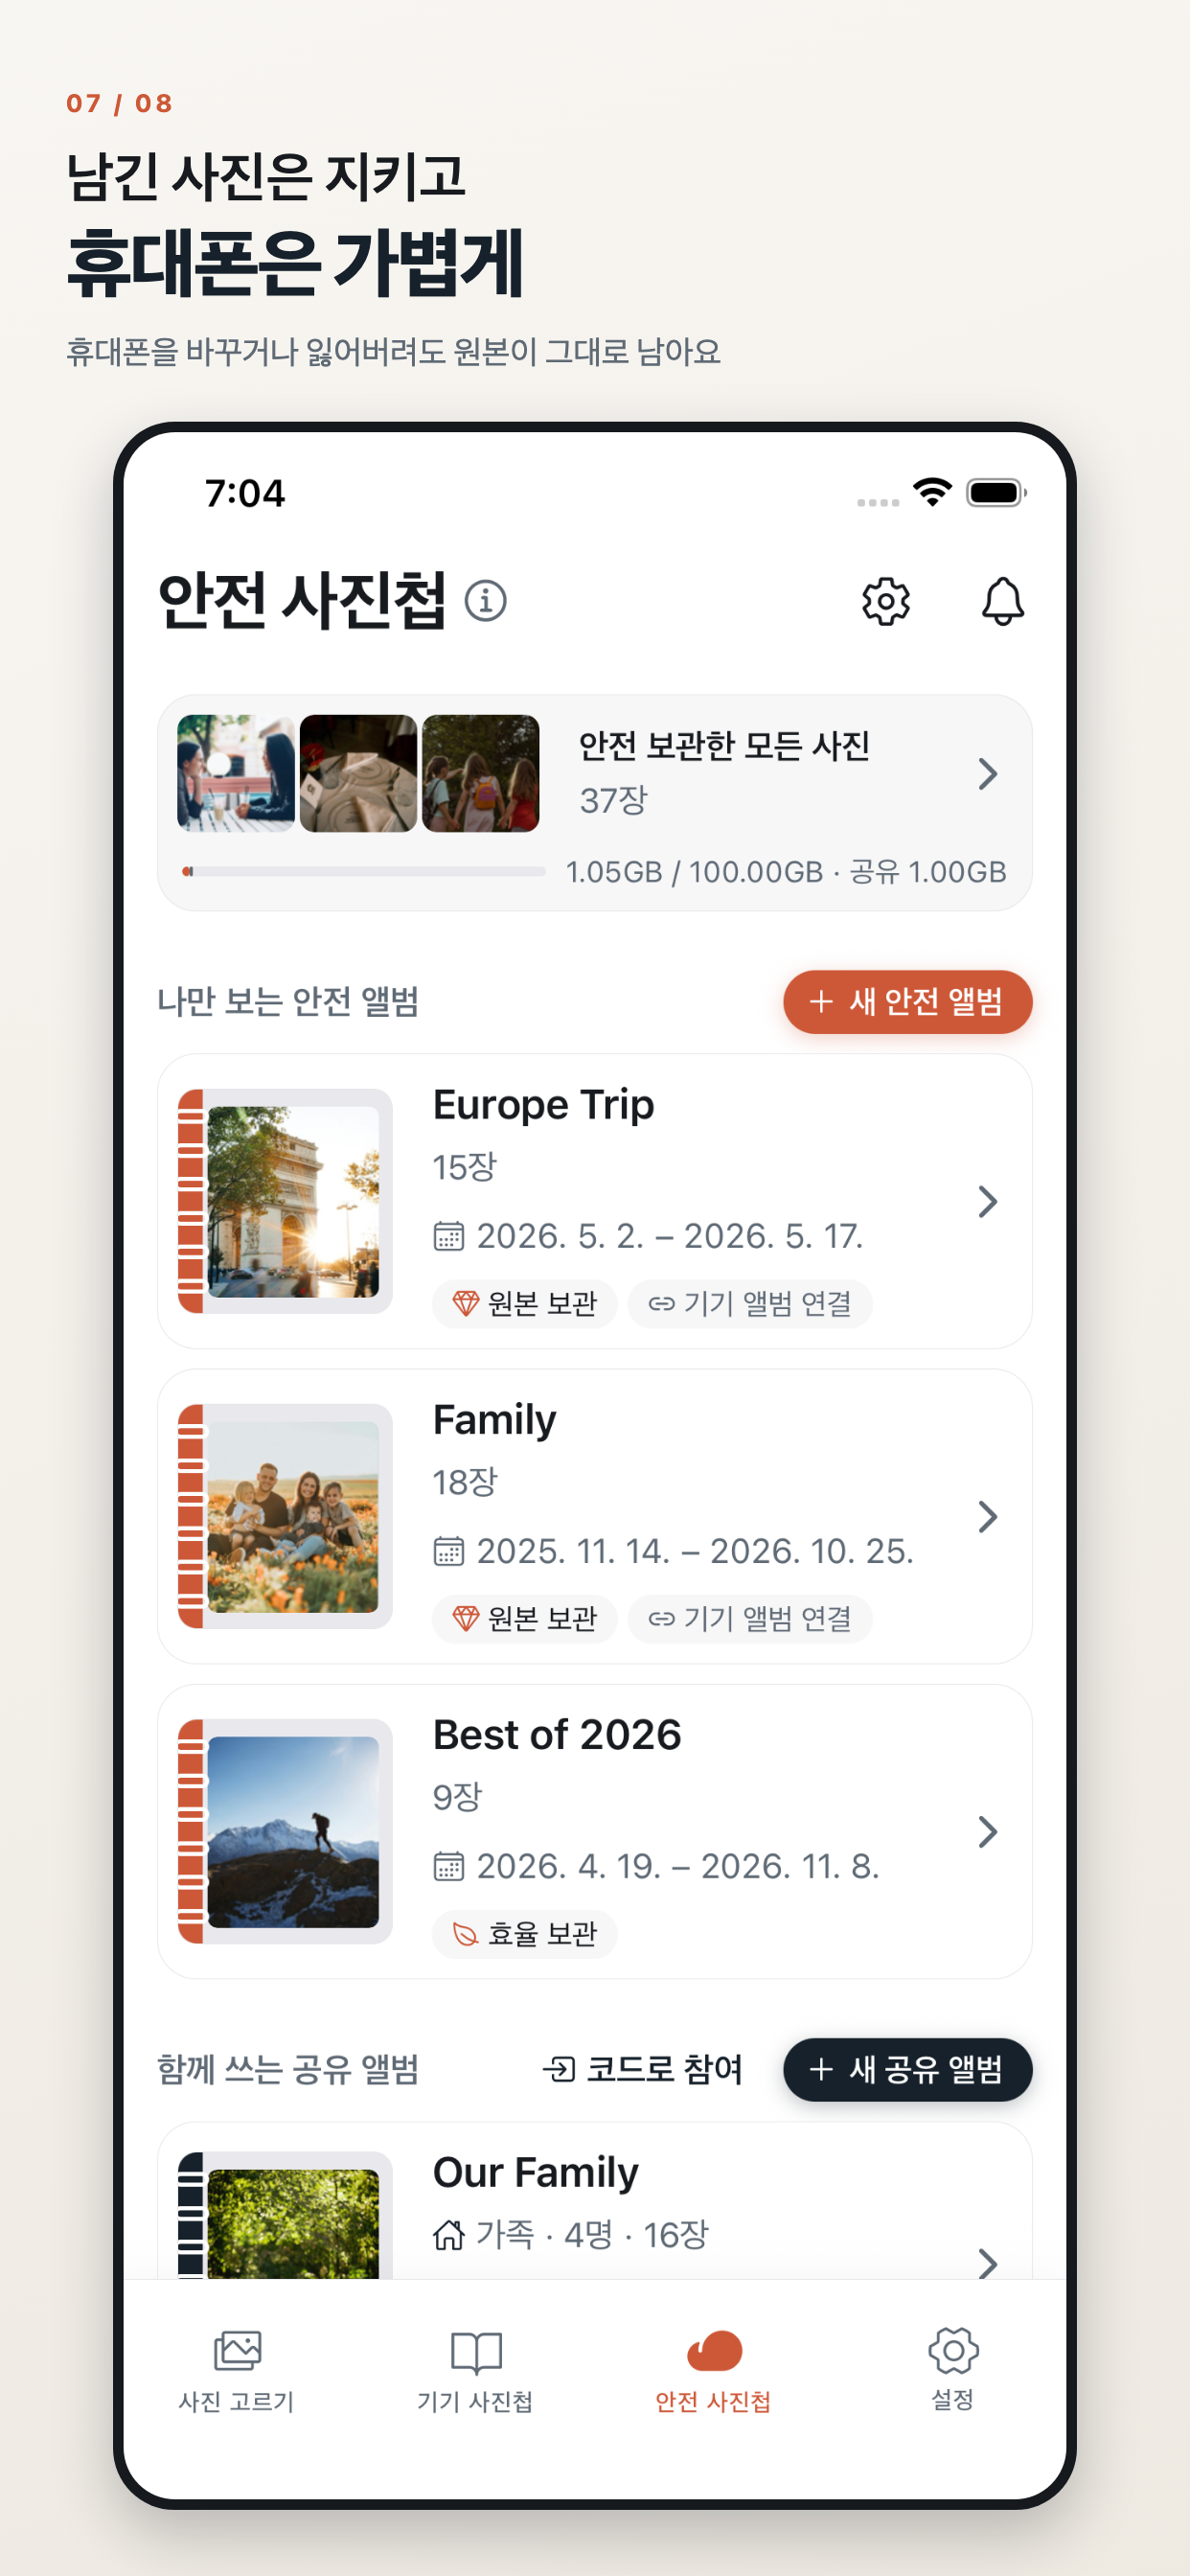 07 / 08
남긴 사진은 지키고
휴대폰은 가볍게
휴대폰을 바꾸거나 잃어버려도 원본이 그대로 남아요
7:04
안전 사진첩
안전 보관한 모든 사진
37장
1.05GB / 100.00GB · 공유 1.00GB
나만 보는 안전 앨범
+ 새 안전 앨범
Europe Trip
15장
2026. 5. 2. – 2026. 5. 17.
원본 보관 기기 앨범 연결
Family
18장
2025. 11. 14. – 2026. 10. 25.
원본 보관 기기 앨범 연결
Best of 2026
9장
2026. 4. 19. – 2026. 11. 8.
효율 보관
함께 쓰는 공유 앨범
코드로 참여
+ 새 공유 앨범
Our Family
가족 · 4명 · 16장
사진 고르기 기기 사진첩 안전 사진첩 설정